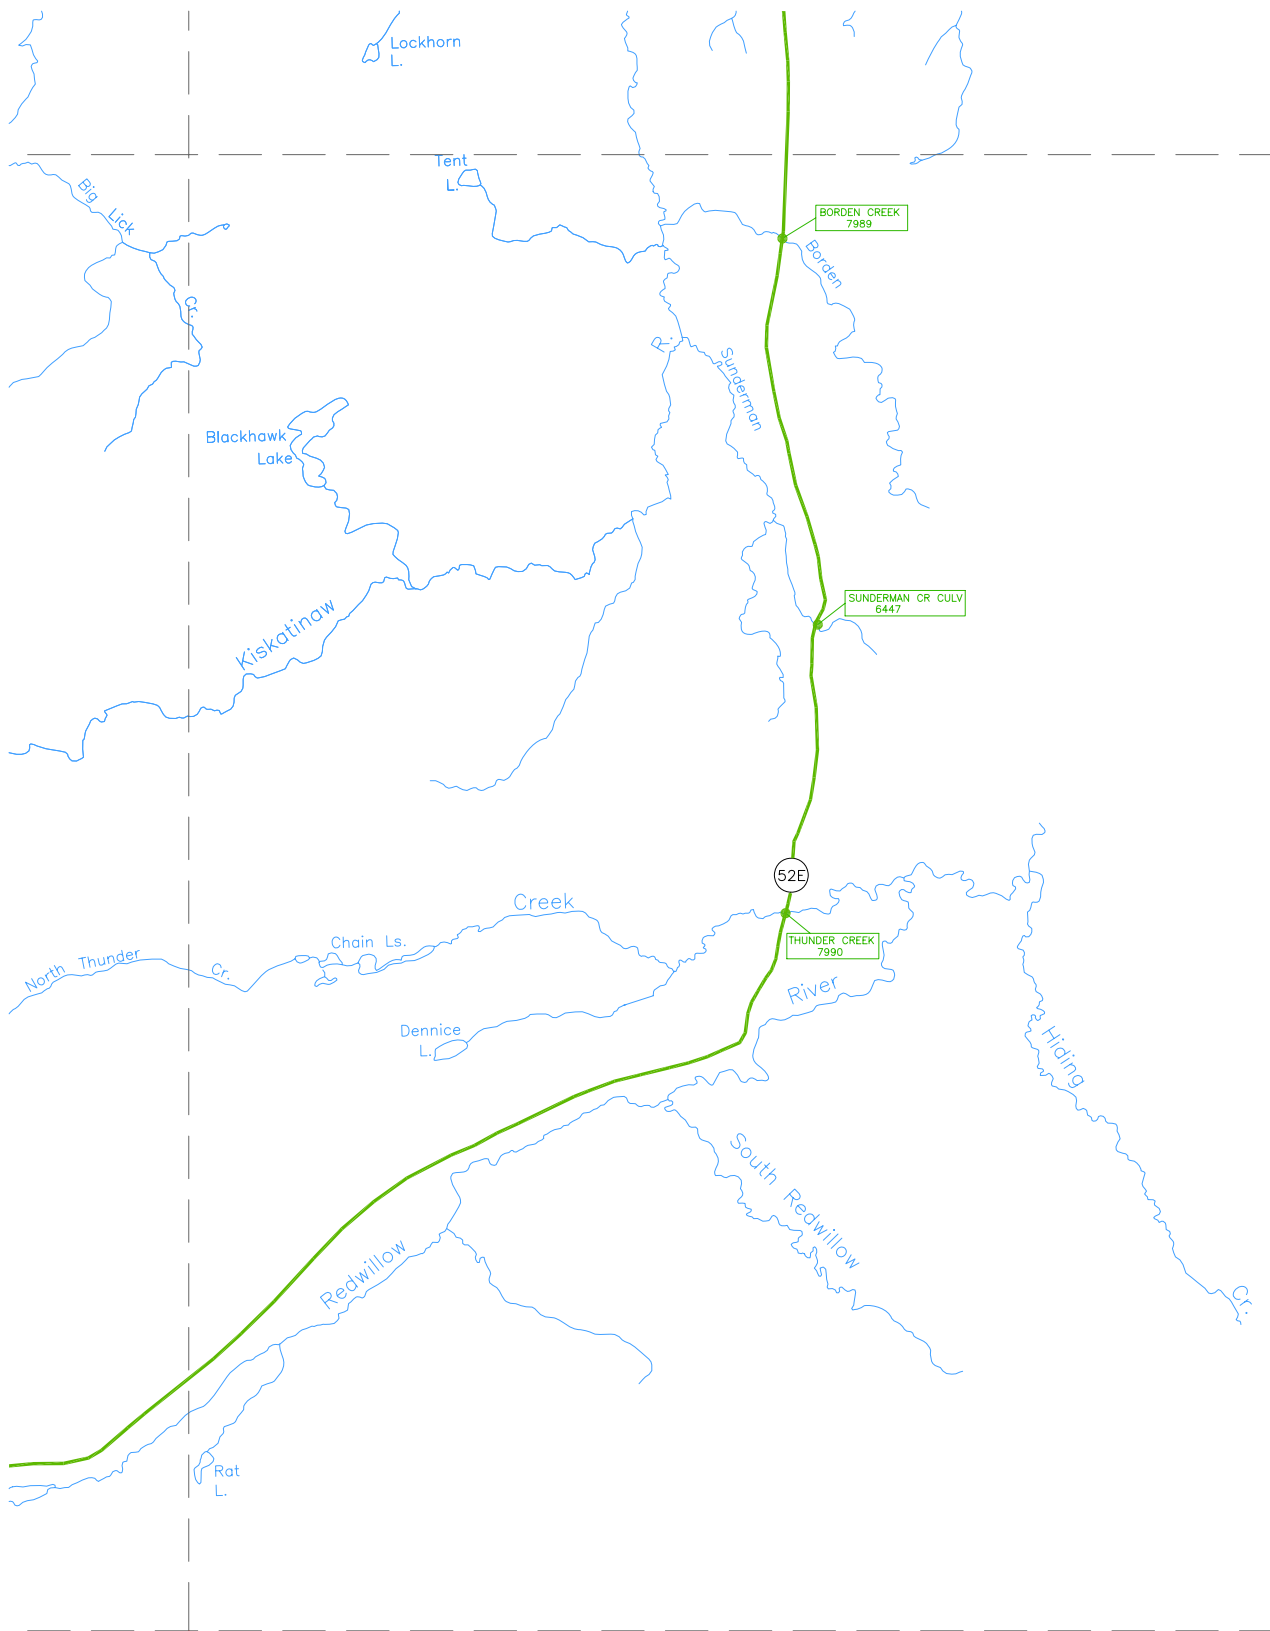 Lockhorn
L.
Tent
L.
Big Lick
Cr.
BORDEN CREEK
7989
Borden
R.
Sunderman
Blackhawk
Lake
SUNDERMAN CR CULV
6447
Kiskatinaw
52E
Creek
Chain Ls.
North Thunder
Cr.
THUNDER CREEK
7990
River
Dennice
L.
Hiding
South Redwillow
Redwillow
Cr.
Rat
L.